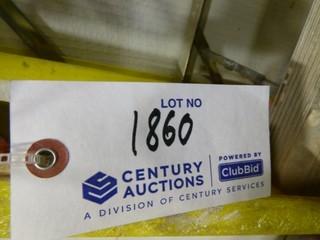 LOT NO
1860
CENTURY
AUCTIONS
POWERED BY
ClubBid
A DIVISION OF CENTURY SERVICES